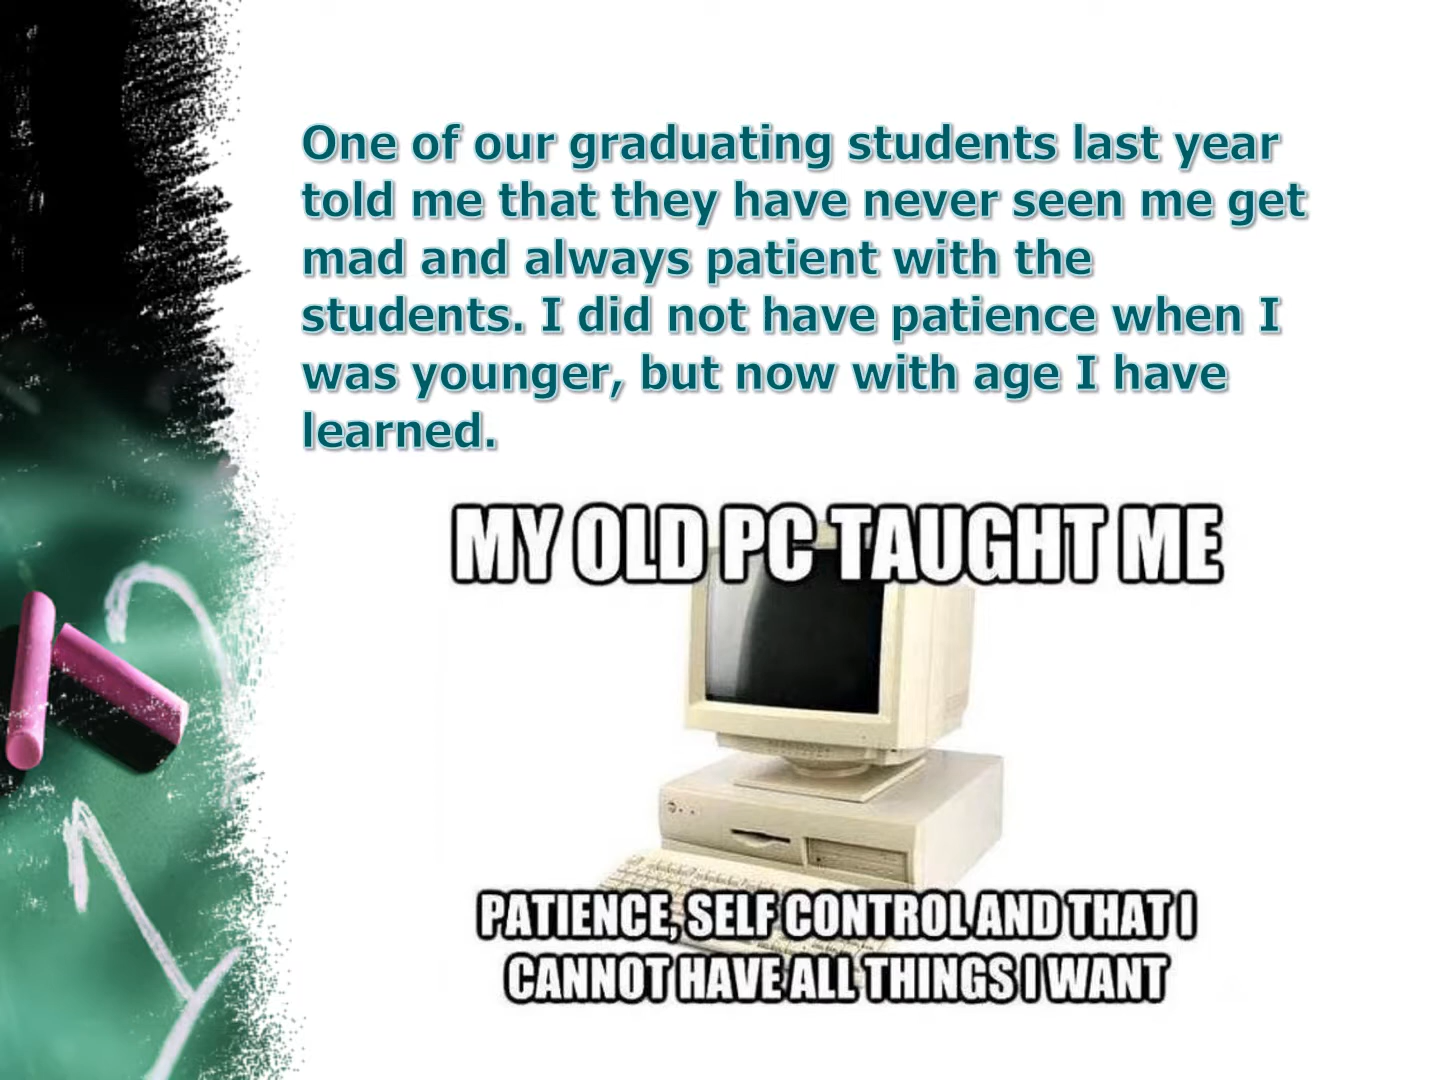 One of our graduating students last year
told me that they have never seen me get
mad and always patient with the
students. I did not have patience when I
was younger, but now with age I have
learned.
MY OLD PC TAUGHT ME
PATIENCE, SELF CONTROL AND THAT I
CANNOT HAVE ALL THINGS I WANT